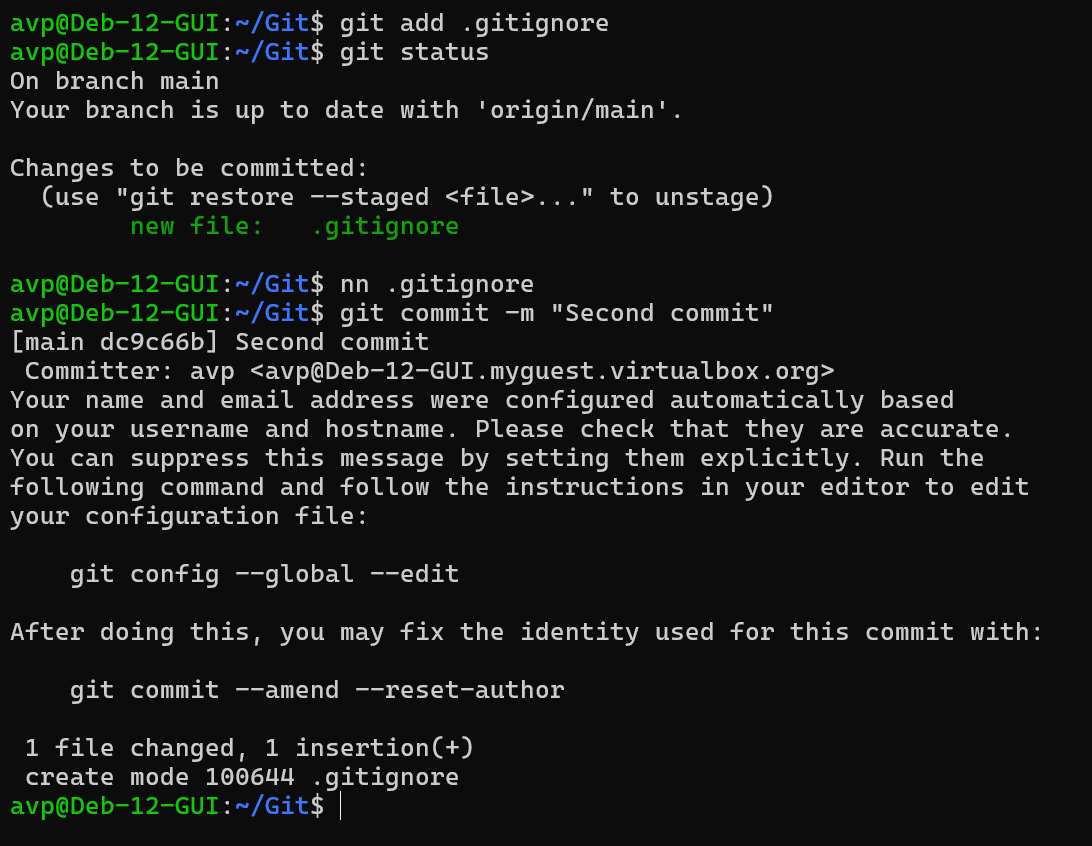 avp@Deb-12-GUI:~/Git$ git add .gitignore
avp@Deb-12-GUI:~/Git$ git status
On branch main
Your branch is up to date with 'origin/main'.
Changes to be committed:
  (use "git restore --staged <file>..." to unstage)
        new file:   .gitignore
avp@Deb-12-GUI:~/Git$ nn .gitignore
avp@Deb-12-GUI:~/Git$ git commit -m "Second commit"
[main dc9c66b] Second commit
 Committer: avp <avp@Deb-12-GUI.myguest.virtualbox.org>
Your name and email address were configured automatically based
on your username and hostname. Please check that they are accurate.
You can suppress this message by setting them explicitly. Run the
following command and follow the instructions in your editor to edit
your configuration file:
    git config --global --edit
After doing this, you may fix the identity used for this commit with:
    git commit --amend --reset-author
 1 file changed, 1 insertion(+)
 create mode 100644 .gitignore
avp@Deb-12-GUI:~/Git$